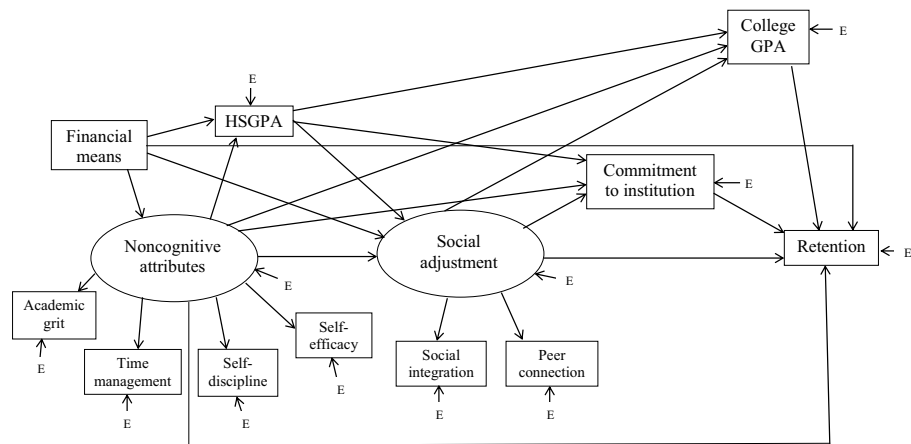 College
GPA
E
E
HSGPA
Financial
means
Commitment
to institution
E
Noncognitive
attributes
Social
adjustment
Retention
E
E
E
Academic
grit
Self-
efficacy
E
Time
management
Self-
discipline
Social
integration
Peer
connection
E
E
E
E
E